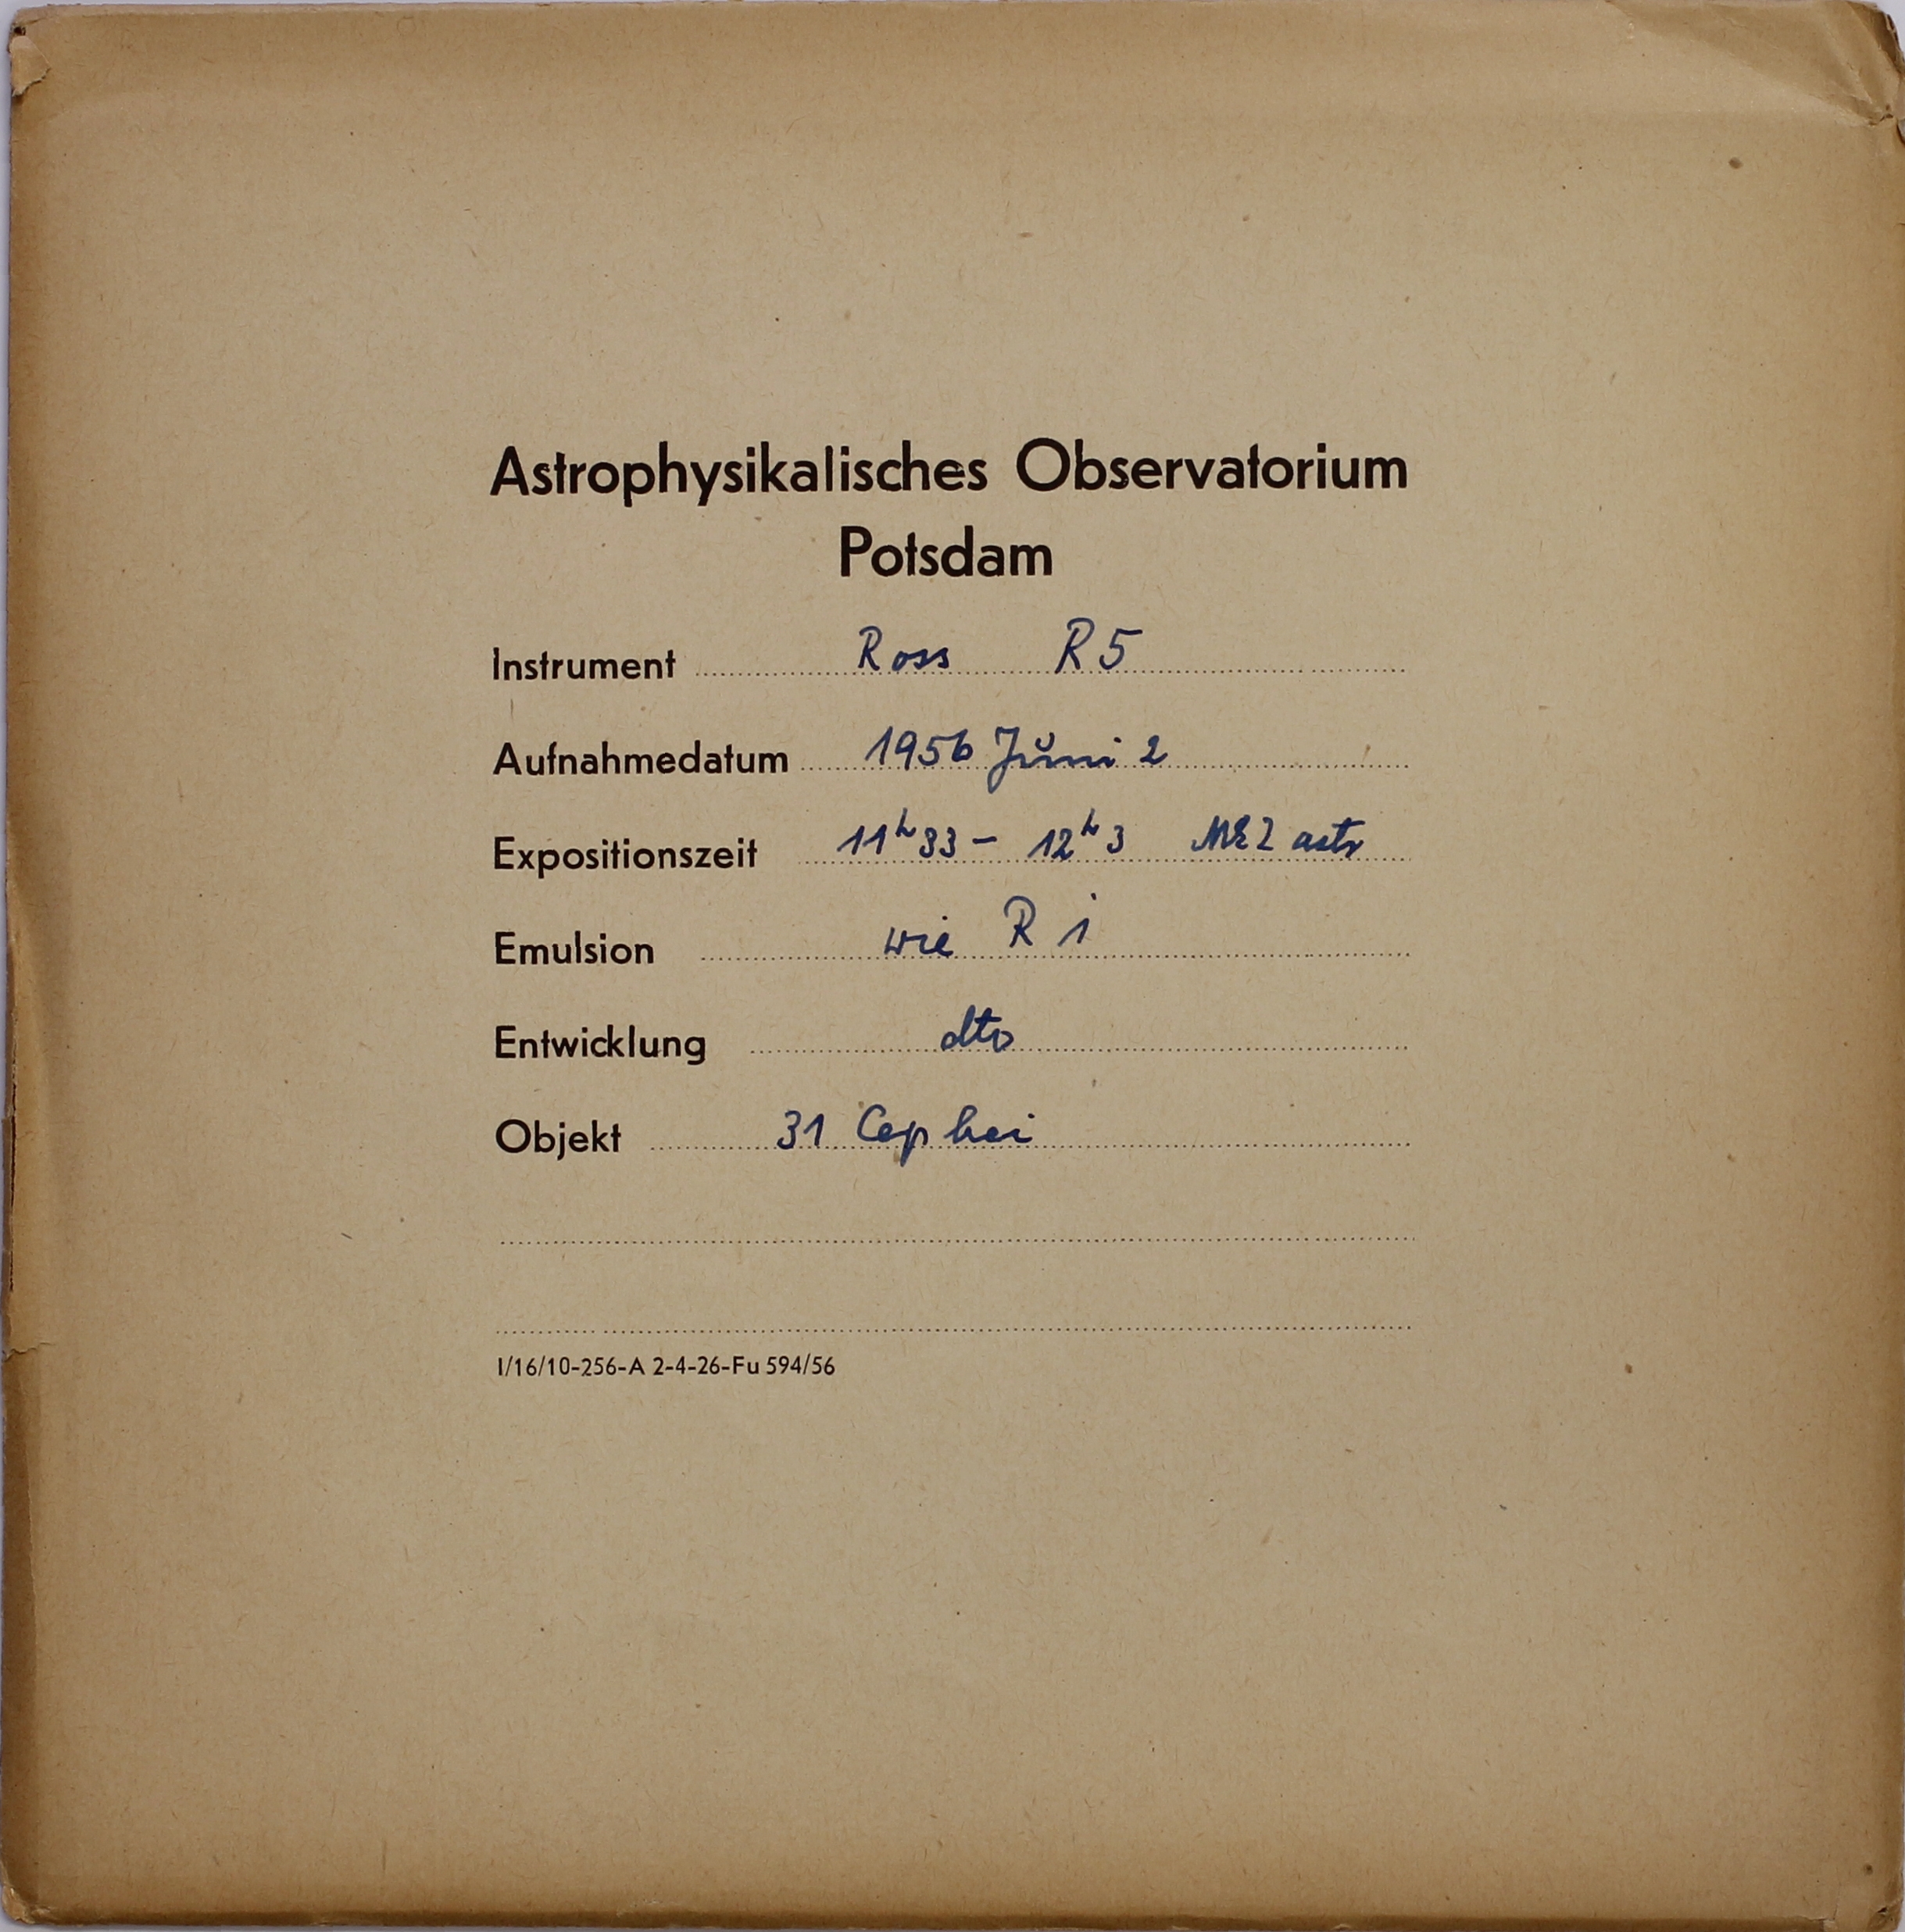 Astrophysikalisches Observatorium
Potsdam
Instrument Ross R5
Aufnahmedatum 1956 Juni 2
Expositionszeit 11h33 – 12h3 MEZ astr
Emulsion wie R 1
Entwicklung dto
Objekt 31 Cephei
I/16/10-256-A 2-4-26-Fu 594/56